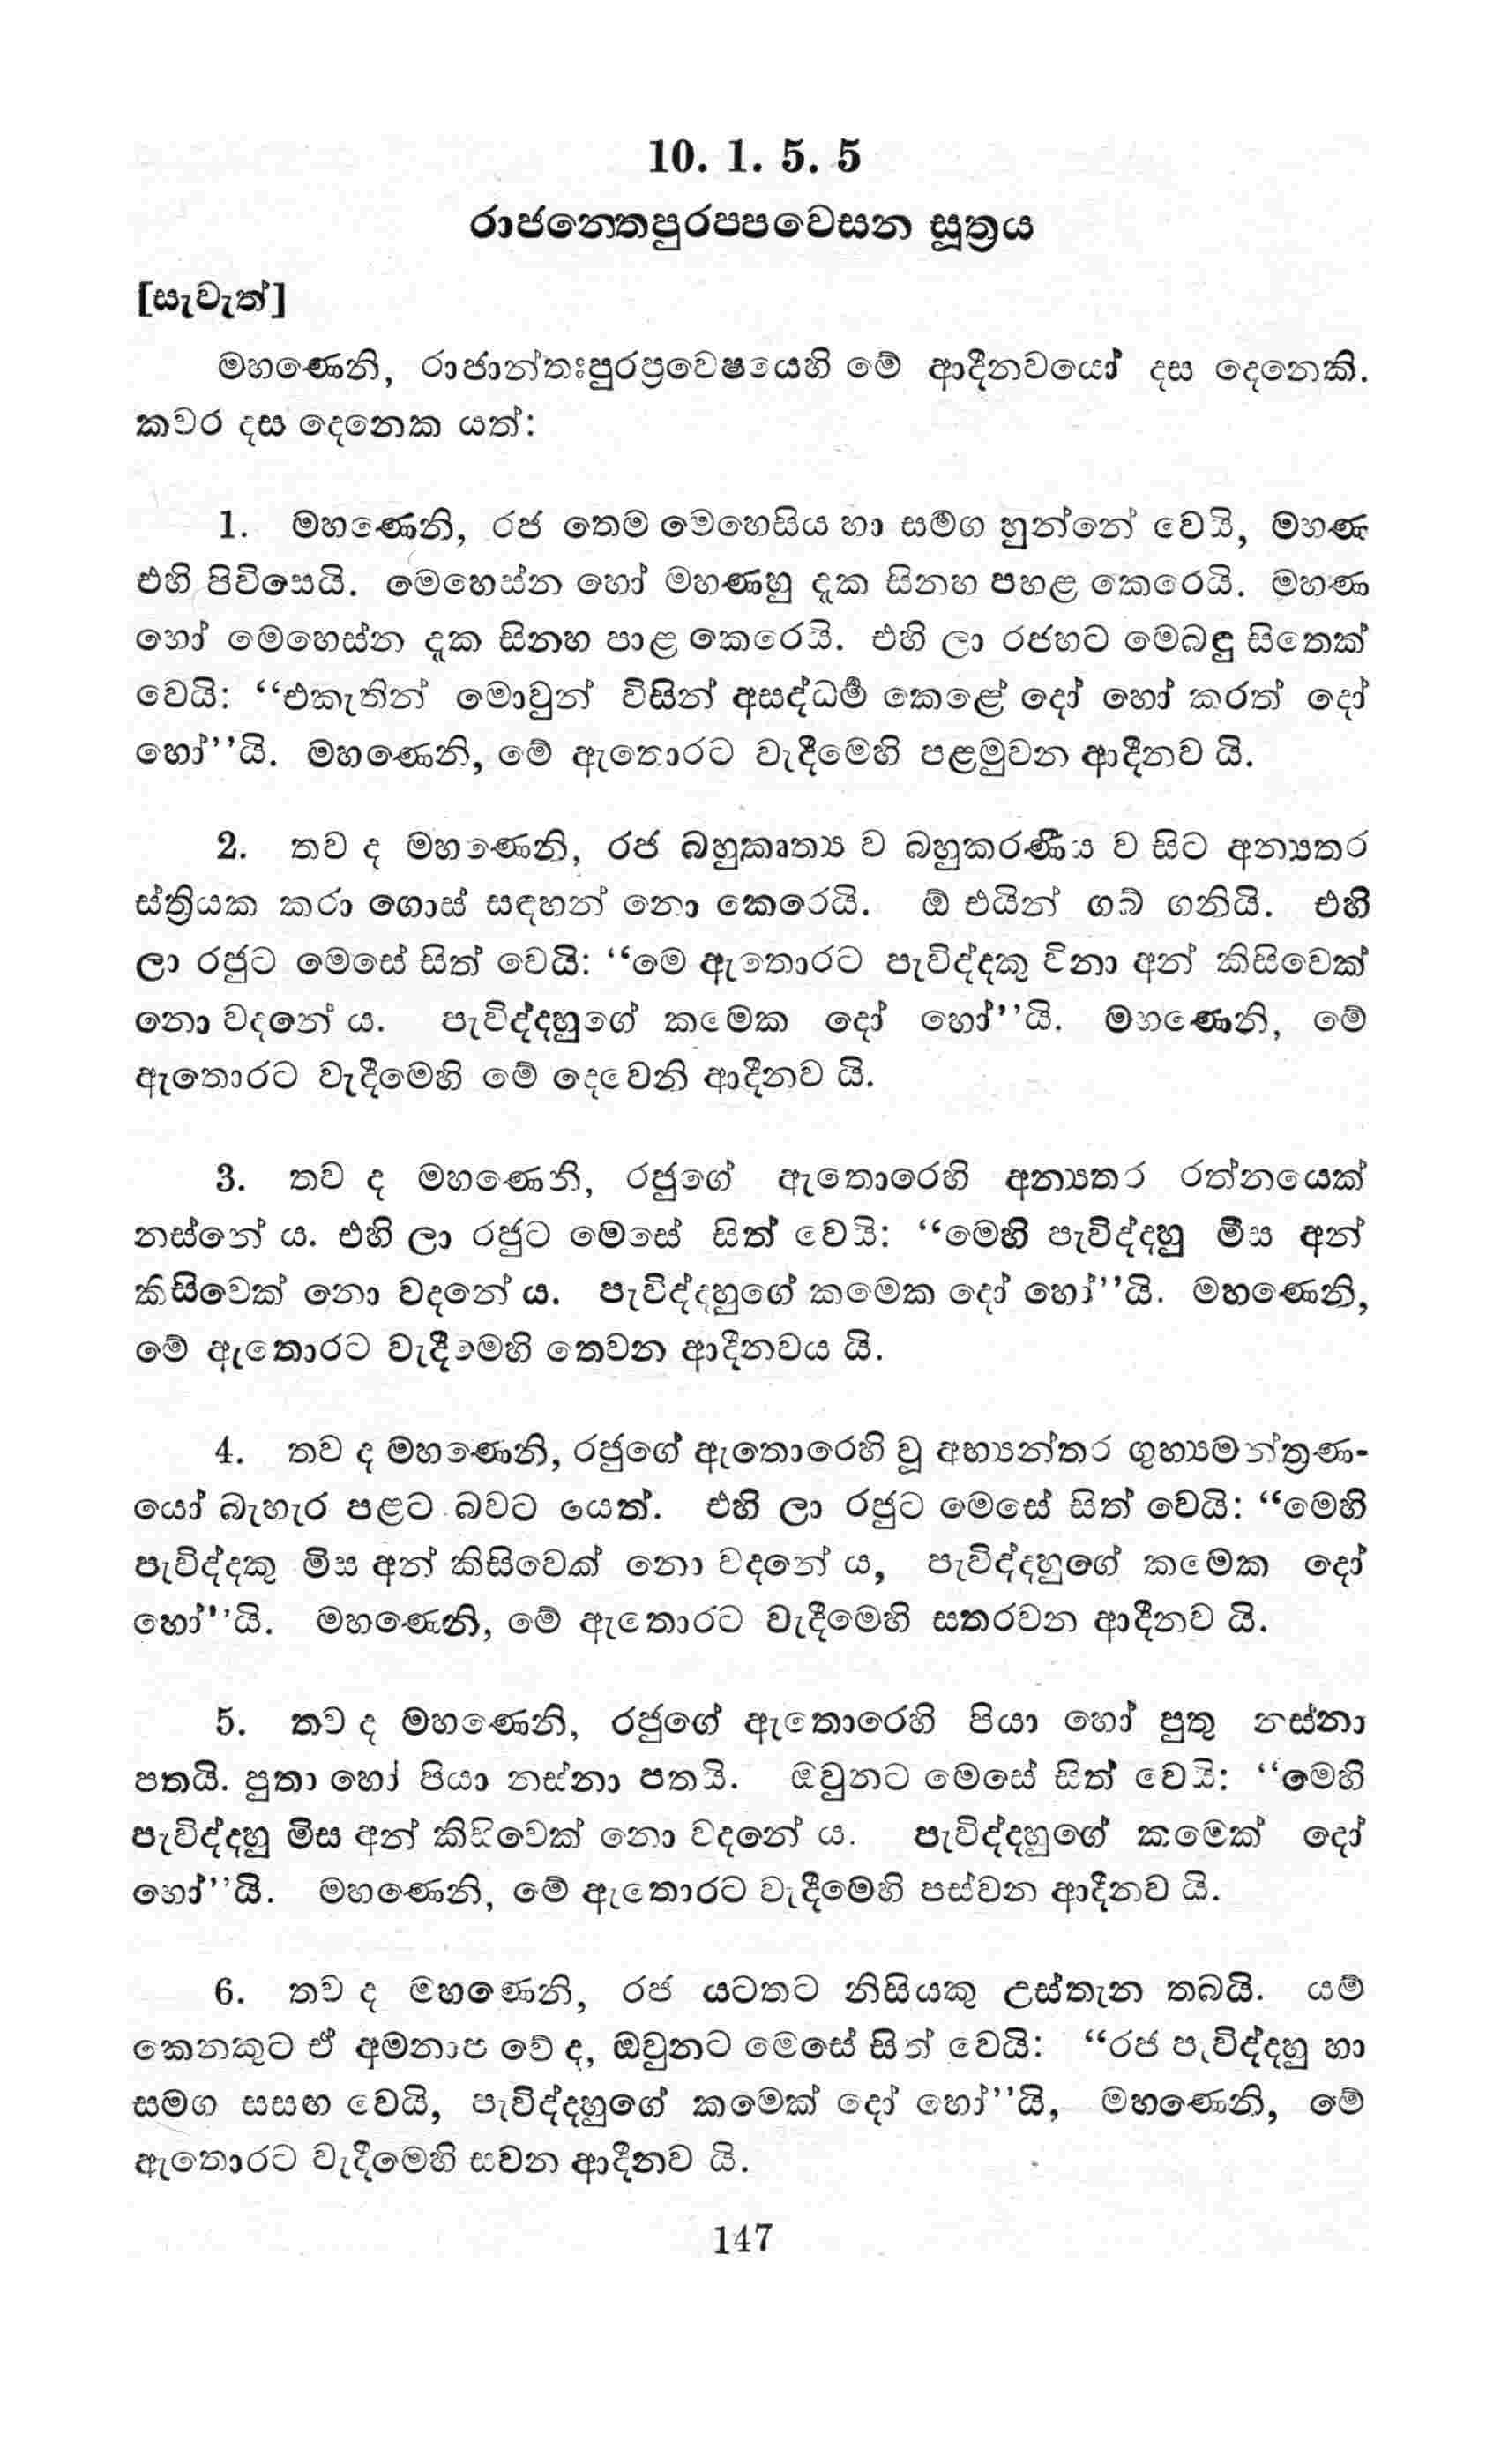 10. 1. 5. 5
රාජන්තෙපුරප්පවෙසන සූත්‍රය
[සැවැත්]
මහණෙනි, රාජාන්තඃපුරප්‍රවෙෂයෙහි මේ ආදීනවයෝ දස දෙනෙකි.
කවර දස දෙනෙක යත්:
1. මහණෙනි, රජ තෙම මෙහෙසිය හා සමග හුන්නේ වෙයි, මහණ
එහි පිවිසෙයි. මෙහෙස්න හෝ මහණහු දැක සිනහ පහළ කෙරෙයි. මහණ
හෝ මෙහෙස්න දැක සිනහ පාළ කෙරෙයි. එහි ලා රජහට මෙබඳු සිතෙක්
වෙයි: “එකැතින් මොවුන් විසින් අසද්ධර්ම කෙළේ දෝ හෝ කරත් දෝ
හෝ’’යි. මහණෙනි, මේ ඇතොරට වැදීමෙහි පළමුවන ආදීනව යි.
2. තව ද මහණෙනි, රජ බහුකෘත්‍ය ව බහුකරණීය ව සිට අන්‍යතර
ස්ත්‍රියක කරා ගොස් සඳහන් නො කෙරෙයි. ඕ එයින් ගබ් ගනියි. එහි
ලා රජුට මෙසේ සිත් වෙයි: “මෙ ඇතොරට පැවිද්දකු විනා අන් කිසිවෙක්
නො වදනේ ය. පැවිද්දහුගේ කමෙක දෝ හෝ’’යි. මහණෙනි, මේ
ඇතොරට වැදීමෙහි මේ දෙවෙනි ආදීනව යි.
3. තව ද මහණෙනි, රජුගේ ඇතොරෙහි අන්‍යතර රත්නයෙක්
නස්නේ ය. එහි ලා රජුට මෙසේ සිත් වෙයි: “මෙහි පැවිද්දහු මිස අන්
කිසිවෙක් නො වදනේ ය. පැවිද්දහුගේ කමෙක දෝ හෝ’’යි. මහණෙනි,
මේ ඇතොරට වැදීමෙහි තෙවන ආදීනවය යි.
4. තව ද මහණෙනි, රජුගේ ඇතොරෙහි වූ අභ්‍යන්තර ගුහ්‍යමන්ත්‍රණ-
යෝ බැහැර පළට බවට යෙත්. එහි ලා රජුට මෙසේ සිත් වෙයි: “මෙහි
පැවිද්දකු මිස අන් කිසිවෙක් නො වදනේ ය, පැවිද්දහුගේ කමෙක දෝ
හෝ’’යි. මහණෙනි, මේ ඇතොරට වැදීමෙහි සතරවන ආදීනව යි.
5. තව ද මහණෙනි, රජුගේ ඇතොරෙහි පියා හෝ පුතු නස්නා
පතයි. පුතා හෝ පියා නස්නා පතයි. ඔවුනට මෙසේ සිත් වෙයි: “මෙහි
පැවිද්දහු මිස අන් කිසිවෙක් නො වදනේ ය. පැවිද්දහුගේ කමෙක් දෝ
හෝ’’යි. මහණෙනි, මේ ඇතොරට වැදීමෙහි පස්වන ආදීනව යි.
6. තව ද මහණෙනි, රජ යටතට නිසියකු උස්තැන තබයි. යම්
කෙනකුට ඒ අමනාප වේ ද, ඔවුනට මෙසේ සිත් වෙයි: “රජ පැවිද්දහු හා
සමග සසඟ වෙයි, පැවිද්දහුගේ කමෙක් දෝ හෝ’’යි, මහණෙනි, මේ
ඇතොරට වැදීමෙහි සවන ආදීනව යි.
147